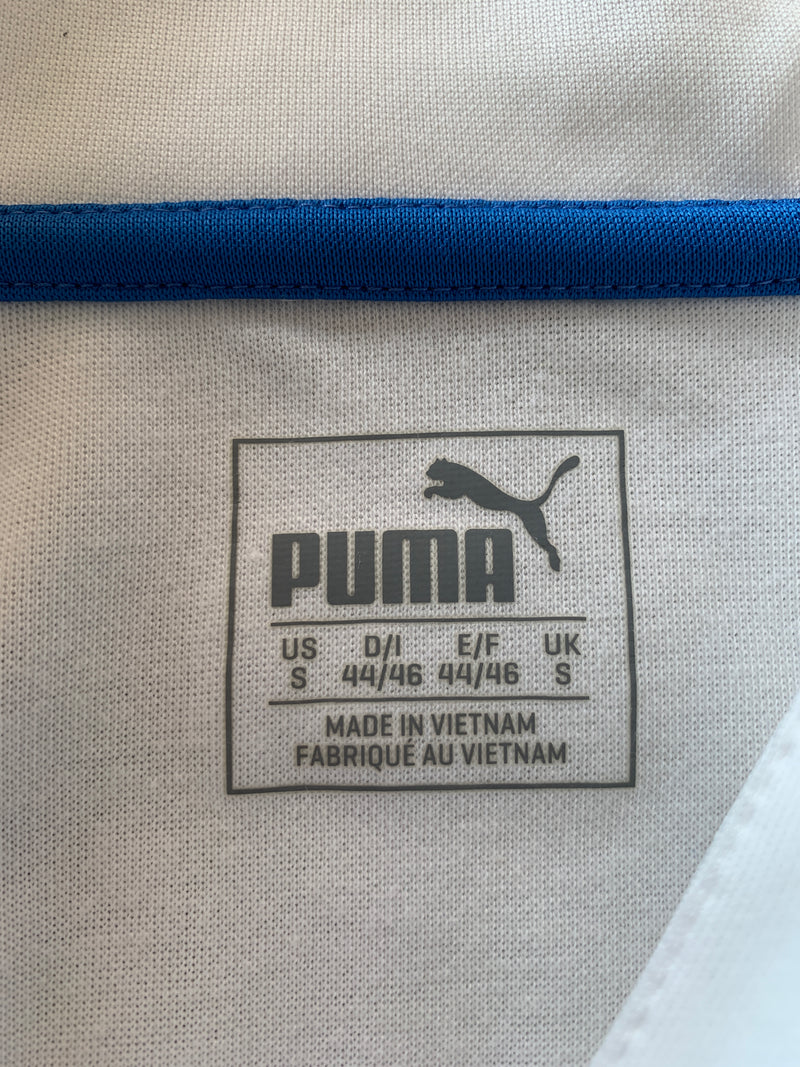 PUMA
US D/I E/F UK
S 44/46 44/46 S
MADE IN VIETNAM
FABRIQUÉ AU VIETNAM